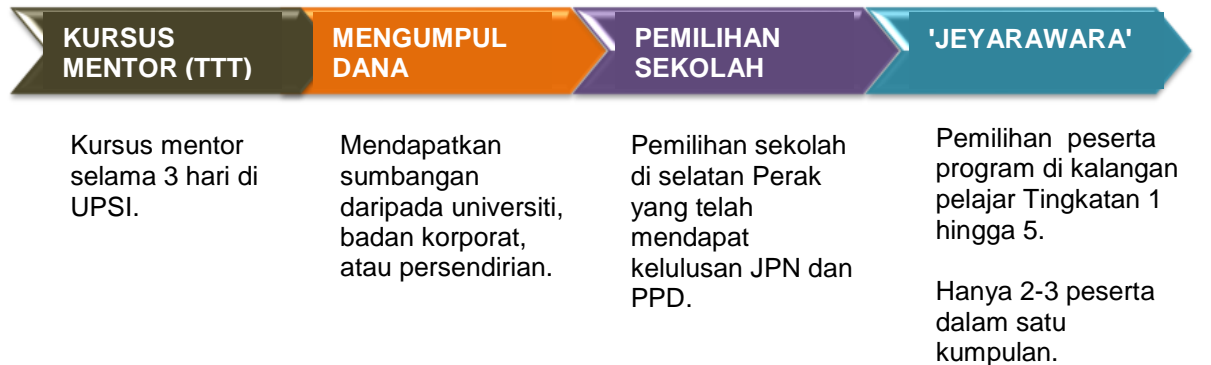 KURSUS
MENTOR (TTT)
Kursus mentor
selama 3 hari di
UPSI.
MENGUMPUL
DANA
Mendapatkan
sumbangan
daripada universiti,
badan korporat,
atau persendirian.
PEMILIHAN
SEKOLAH
Pemilihan sekolah
di selatan Perak
yang telah
mendapat
kelulusan JPN dan
PPD.
'JEYARAWARA'
Pemilihan peserta
program di kalangan
pelajar Tingkatan 1
hingga 5.
Hanya 2-3 peserta
dalam satu
kumpulan.